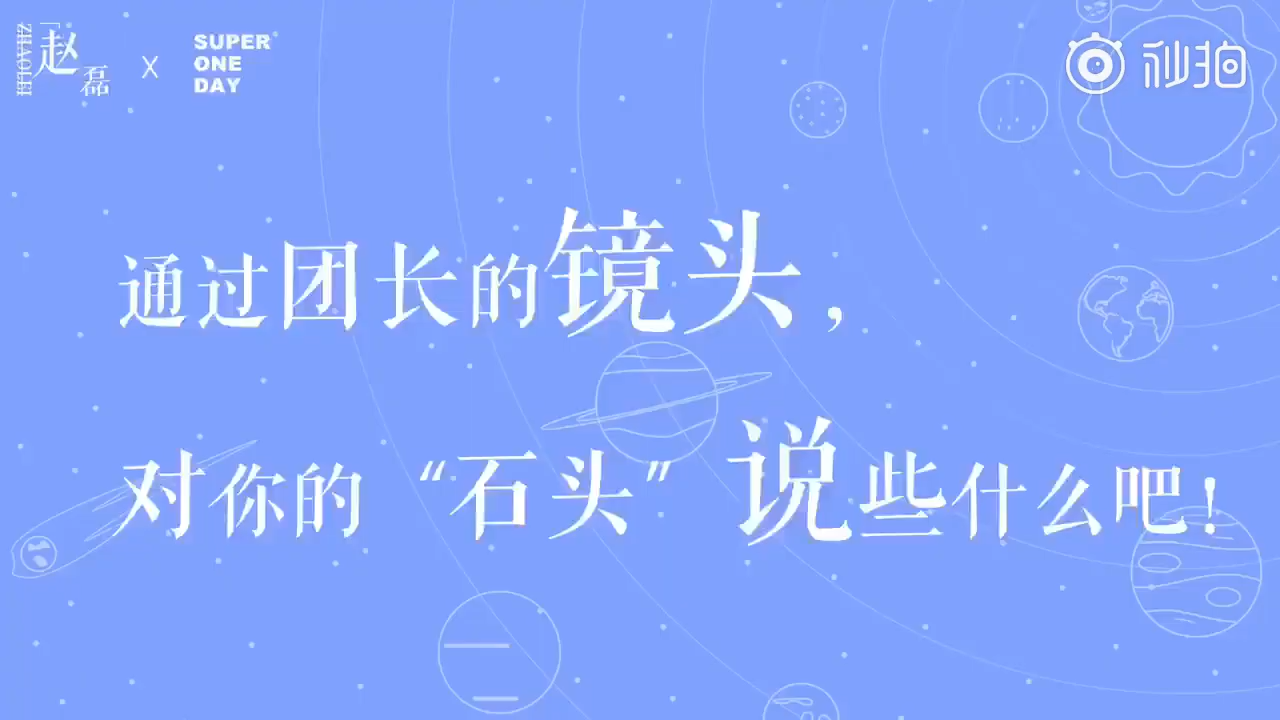 ZHAOLEI
「赵磊
X
SUPER
ONE
DAY
秒拍
通过团长的镜头，
对你的“石头”说些什么吧！